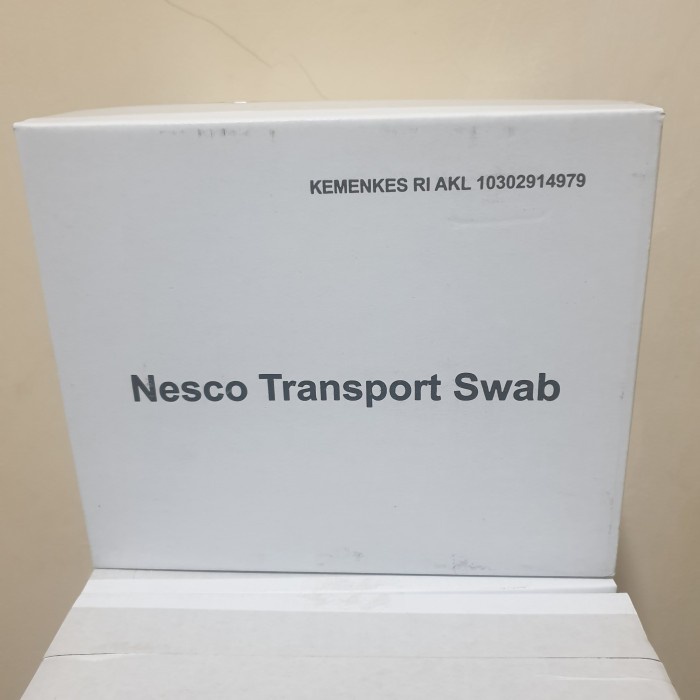 KEMENKES RI AKL 10302914979
Nesco Transport Swab